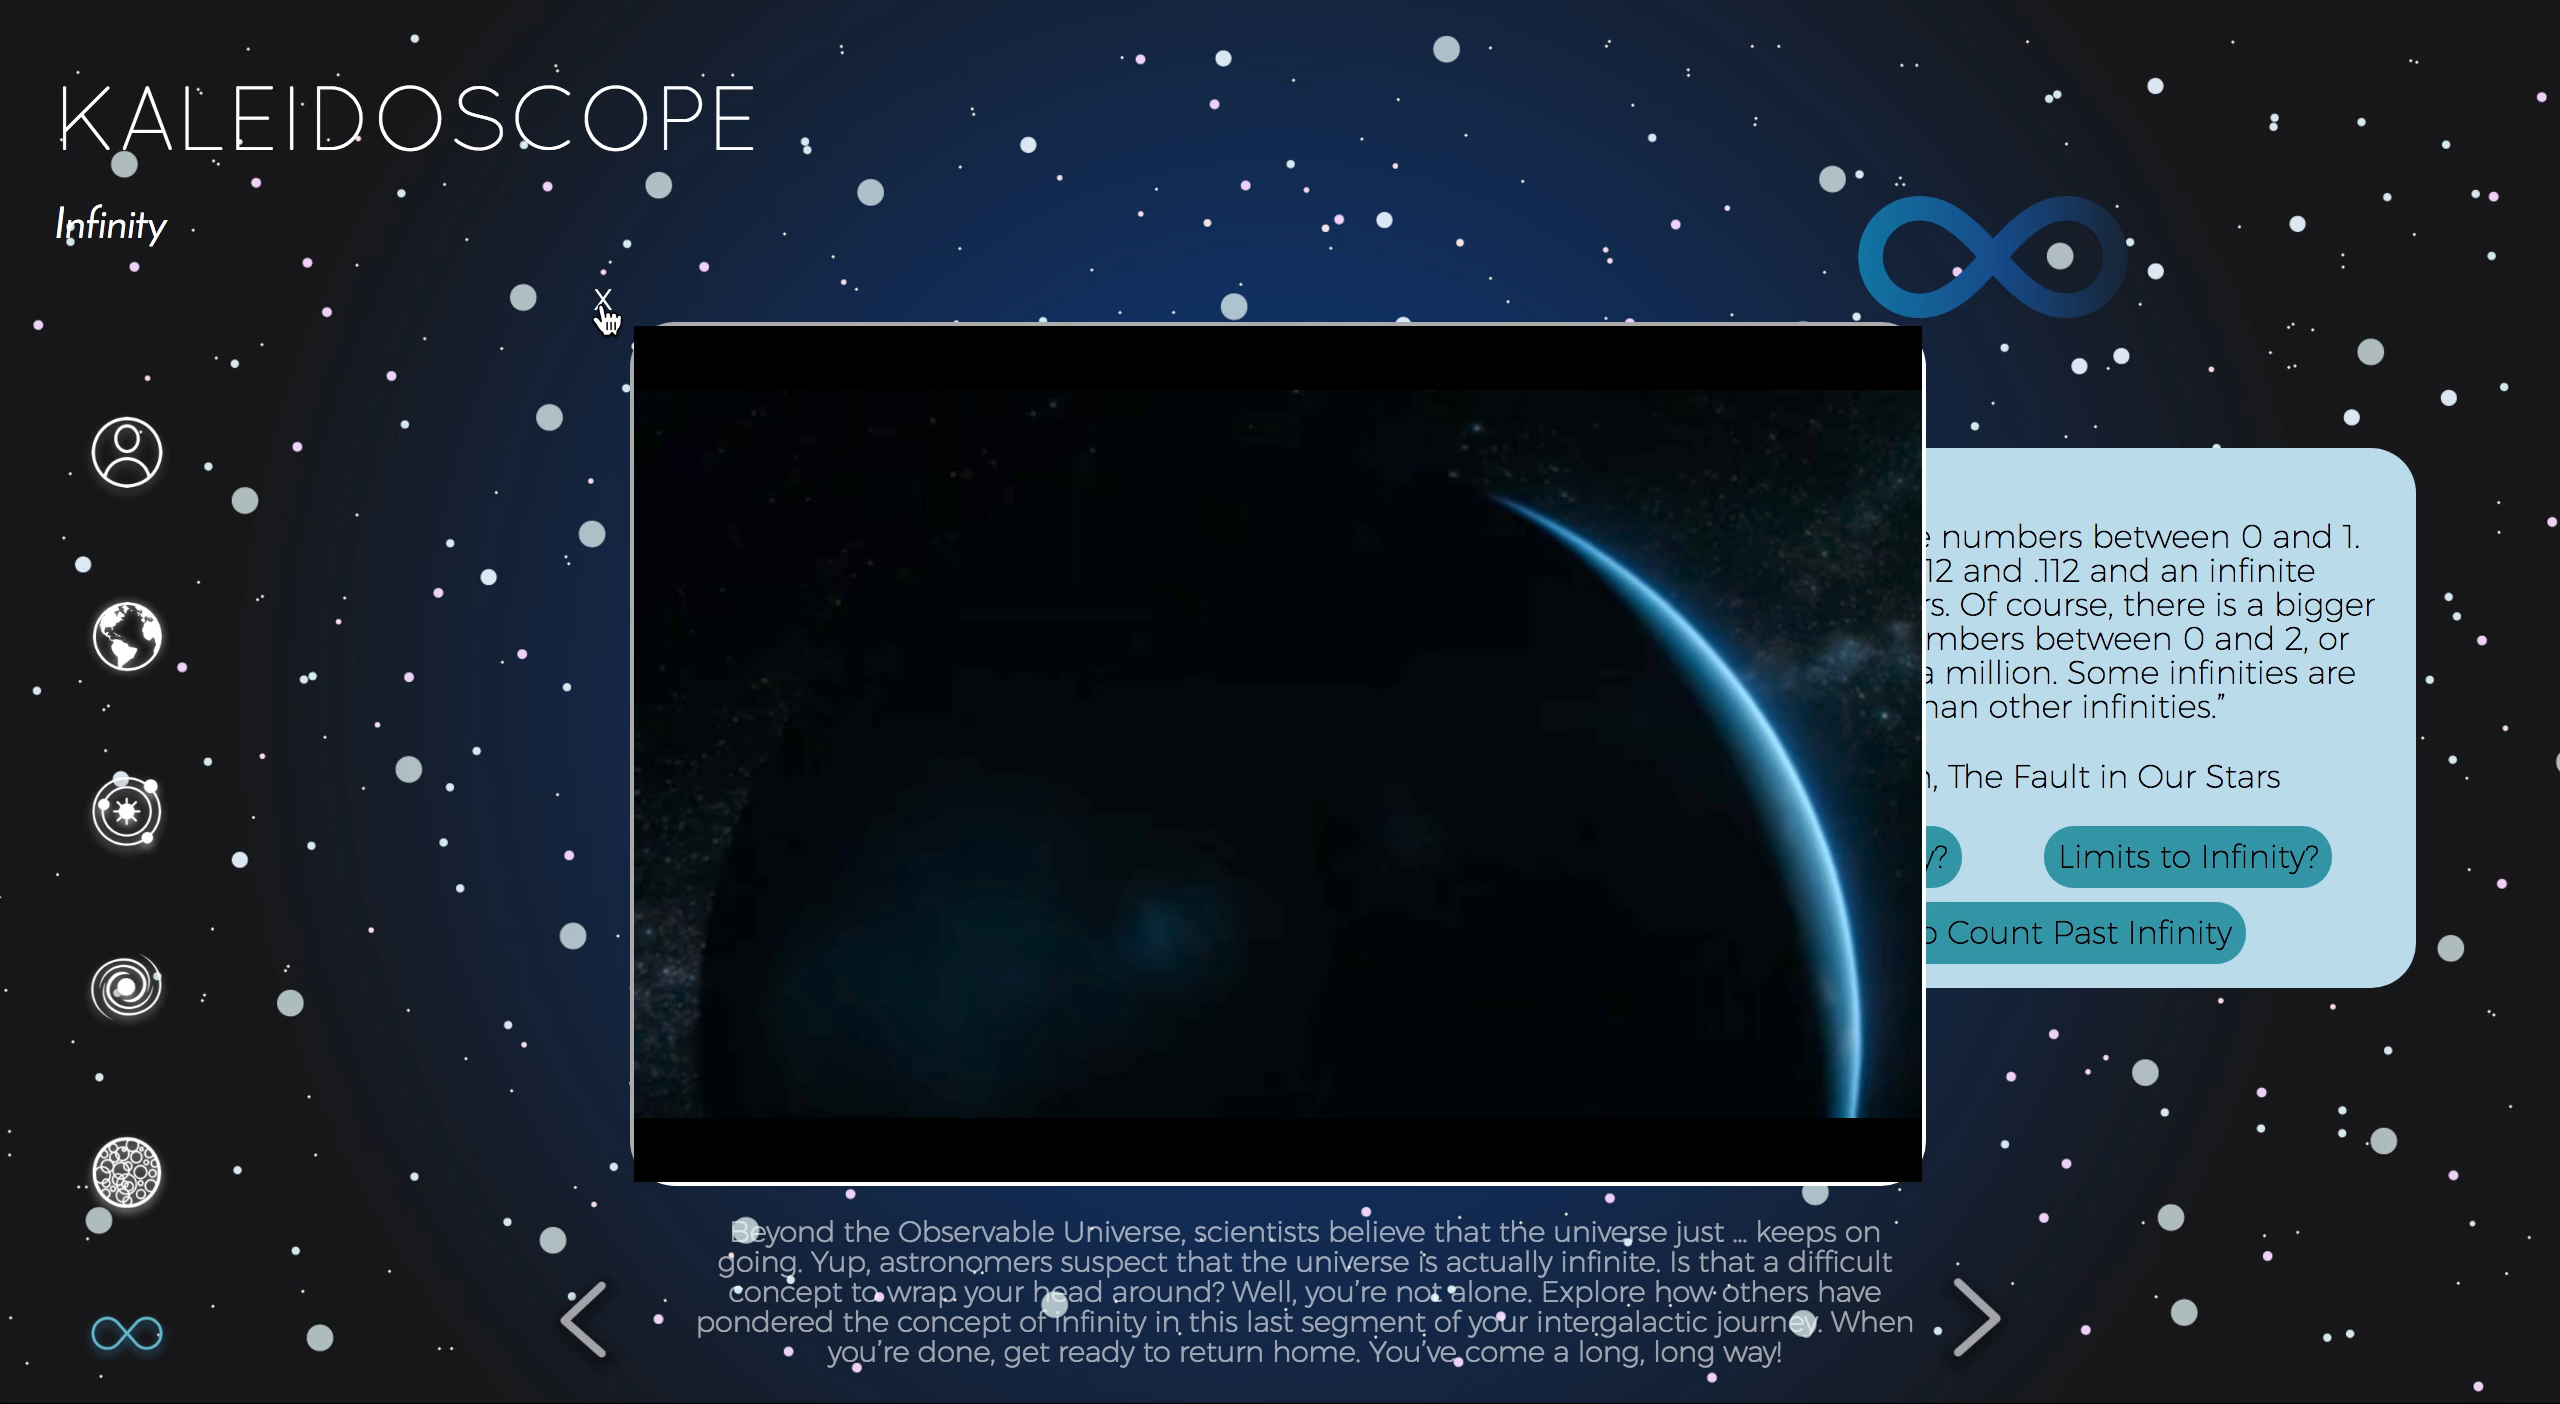 KALEIDOSCOPE
Infinity
X
numbers between 0 and 1.
12 and .112 and an infinite
Of course, there is a bigger
between 0 and 2, or
a million. Some infinities are
other infinities.”
The Fault in Our Stars
Limits to Infinity?
Count Past Infinity
Beyond the Observable Universe, scientists believe that the universe just ... keeps on
going. Yup, astronomers suspect that the universe is actually infinite. Is that a difficult
concept to wrap your head around? Well, you’re not alone. Explore how others have
pondered the concept of Infinity in this last segment of your intergalactic journey. When
you’re done, get ready to return home. You’ve come a long, long way!